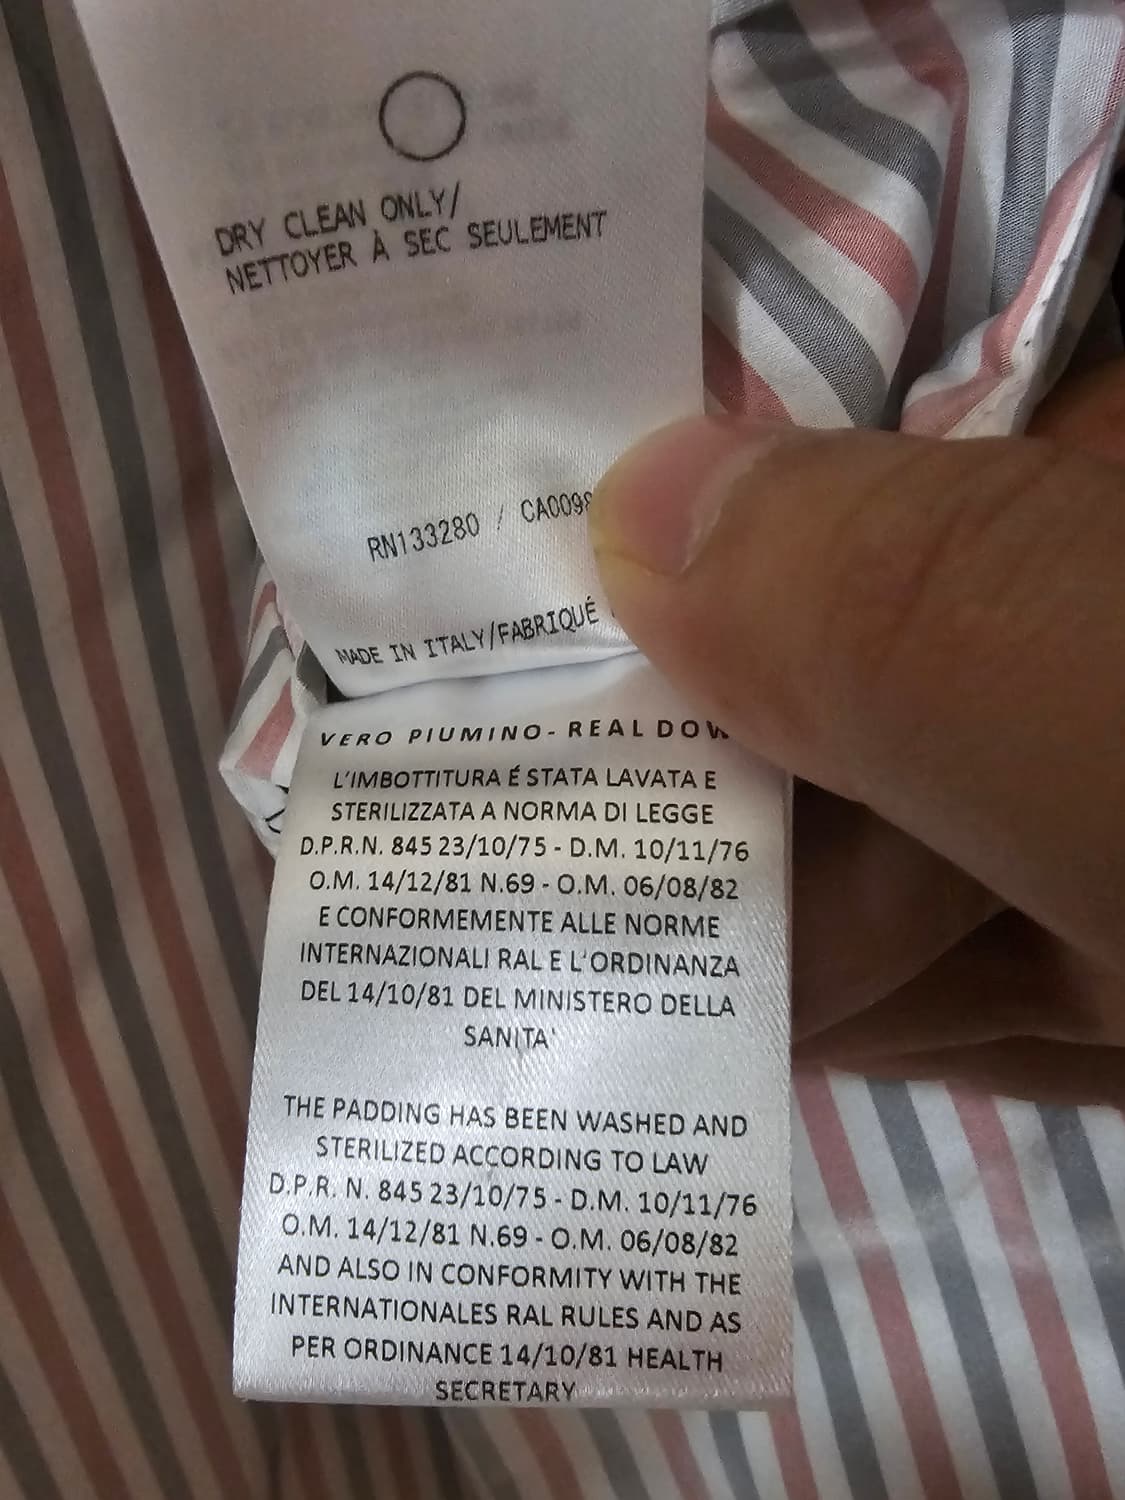 DRY CLEAN ONLY/
NETTOYER À SEC SEULEMENT
RN133280 / CA009
MADE IN ITALY/FABRIQUÉ
VERO PIUMINO- REAL DOW
L'IMBOTTITURA É STATA LAVATA E
STERILIZZATA A NORMA DI LEGGE
D.P.R.N. 845 23/10/75 - D.M. 10/11/76
O.M. 14/12/81 N.69 - O.M. 06/08/82
E CONFORMEMENTE ALLE NORME
INTERNAZIONALI RAL E L'ORDINANZA
DEL 14/10/81 DEL MINISTERO DELLA
SANITA'
THE PADDING HAS BEEN WASHED AND
STERILIZED ACCORDING TO LAW
D.P.R. N. 845 23/10/75 - D.M. 10/11/76
O.M. 14/12/81 N.69 - O.M. 06/08/82
AND ALSO IN CONFORMITY WITH THE
INTERNATIONALES RAL RULES AND AS
PER ORDINANCE 14/10/81 HEALTH
SECRETARY